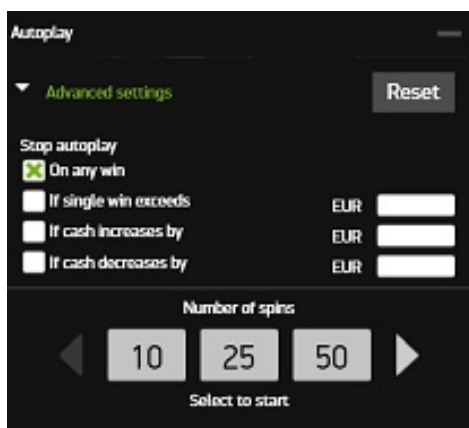 Autoplay
Advanced settings
Reset
Stop autoplay
On any win
If single win exceeds EUR
If cash increases by EUR
If cash decreases by EUR
Number of spins
10 25 50
Select to start